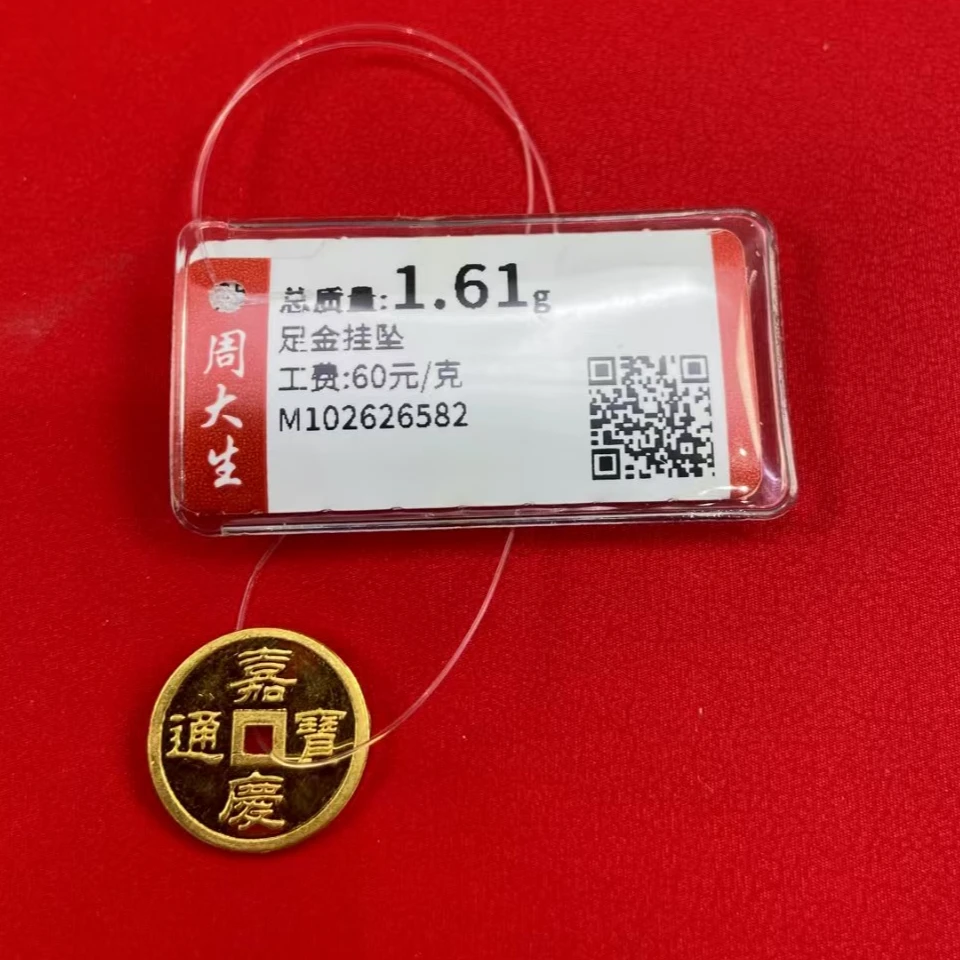 周大生
总质量:1.61g
足金挂坠
工费:60元/克
M102626582
嘉慶
通寶